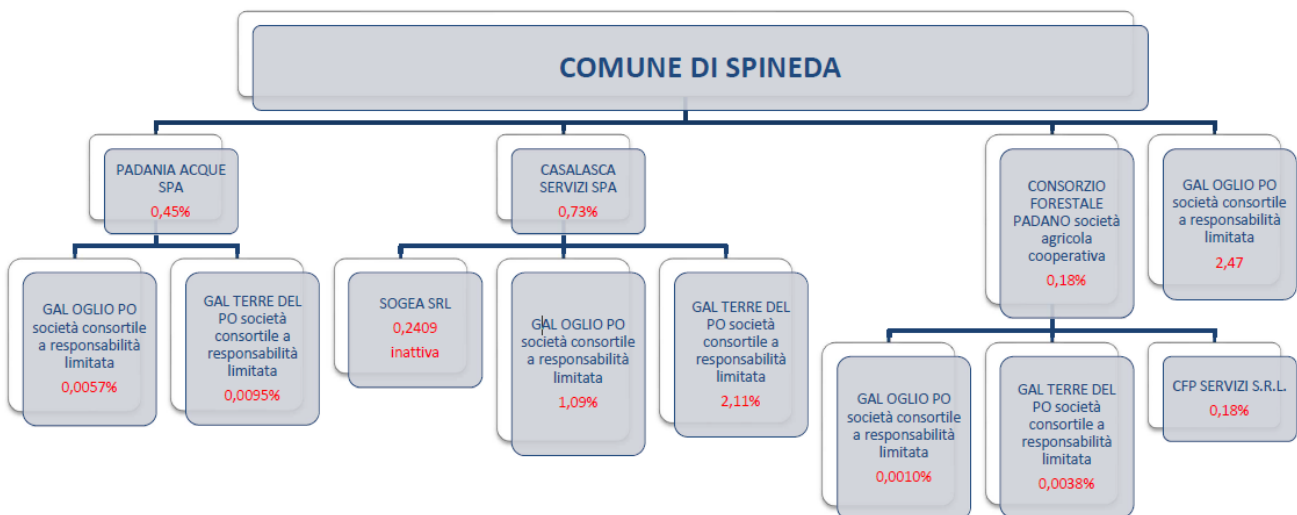 COMUNE DI SPINEDA
PADANIA ACQUE
SPA
0,45%
CASALASCA
SERVIZI SPA
0,73%
CONSORZIO
FORESTALE
PADANO società
agricola
cooperativa
0,18%
GAL OGLIO PO
società consortile
a responsabilità
limitata
2,47
GAL OGLIO PO
società consortile
a responsabilità
limitata
0,0057%
GAL TERRE DEL
PO società
consortile a
responsabilità
limitata
0,0095%
SOGEA SRL
0,2409
inattiva
GAL OGLIO PO
società consortile
a responsabilità
limitata
1,09%
GAL TERRE DEL
PO società
consortile a
responsabilità
limitata
2,11%
GAL OGLIO PO
società consortile
a responsabilità
limitata
0,0010%
GAL TERRE DEL
PO società
consortile a
responsabilità
limitata
0,0038%
CFP SERVIZI S.R.L.
0,18%